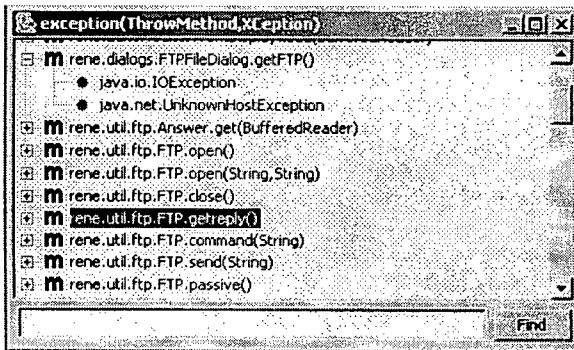 exception(ThrowMethod,XCeption)
m rene.dialogs.FTPFileDialog.getFTP()
java.io.IOException
java.net.UnknownHostException
m rene.util.ftp.Answer.get(BufferedReader)
m rene.util.ftp.FTP.open()
m rene.util.ftp.FTP.open(String,String)
m rene.util.ftp.FTP.close()
m rene.util.ftp.FTP.getreply()
m rene.util.ftp.FTP.command(String)
m rene.util.ftp.FTP.send(String)
m rene.util.ftp.FTP.passive()
Find